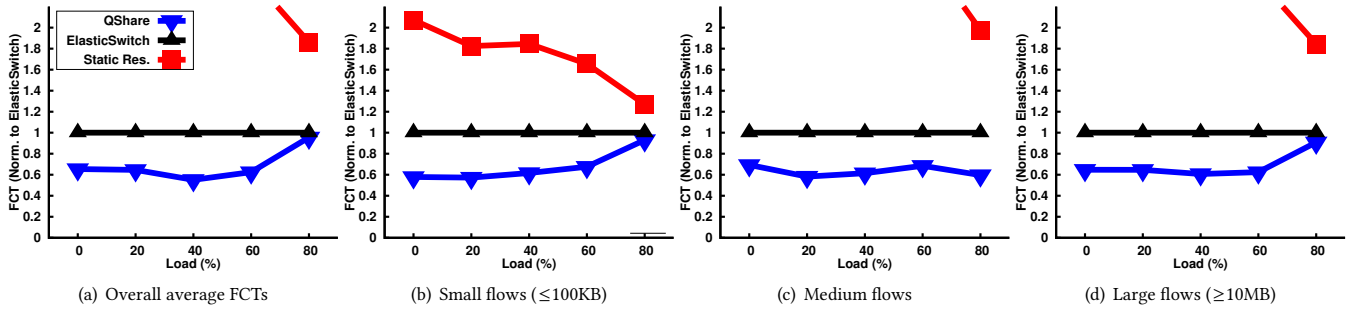 QShare
ElasticSwitch
Static Res.
FCT (Norm. to ElasticSwitch)
2
1.8
1.6
1.4
1.2
1
0.8
0.6
0.4
0.2
0
0 20 40 60 80
Load (%)
(a) Overall average FCTs
FCT (Norm. to ElasticSwitch)
2
1.8
1.6
1.4
1.2
1
0.8
0.6
0.4
0.2
0
0 20 40 60 80
Load (%)
(b) Small flows (≤100KB)
FCT (Norm. to ElasticSwitch)
2
1.8
1.6
1.4
1.2
1
0.8
0.6
0.4
0.2
0
0 20 40 60 80
Load (%)
(c) Medium flows
FCT (Norm. to ElasticSwitch)
2
1.8
1.6
1.4
1.2
1
0.8
0.6
0.4
0.2
0
0 20 40 60 80
Load (%)
(d) Large flows (≥10MB)